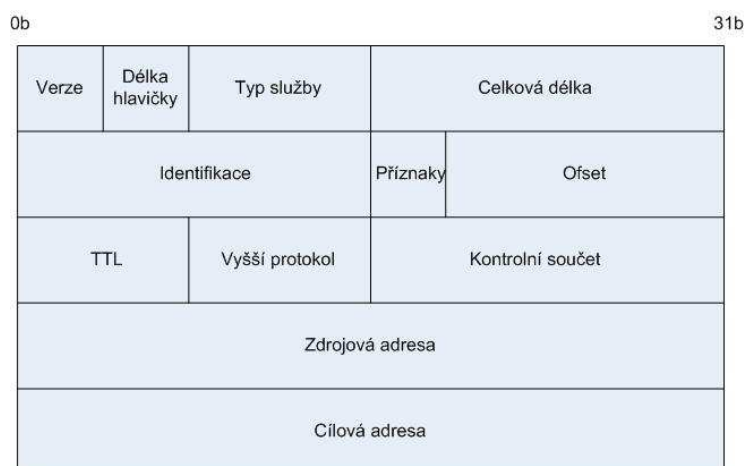 0b
31b
Verze
Délka
hlavičky
Typ služby
Celková délka
Identifikace
Příznaky
Ofset
TTL
Vyšší protokol
Kontrolní součet
Zdrojová adresa
Cílová adresa